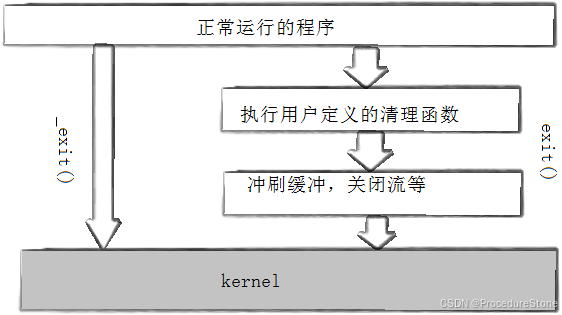 正常运行的程序
执行用户定义的清理函数
_exit()
exit()
冲刷缓冲，关闭流等
kernel
CSDN @ProcedureStone